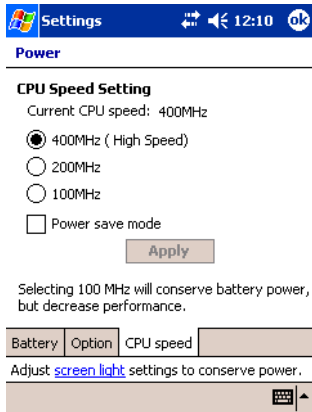 Settings 12:10 ok
Power
CPU Speed Setting
Current CPU speed: 400MHz
400MHz ( High Speed)
200MHz
100MHz
Power save mode
Apply
Selecting 100 MHz will conserve battery power,
but decrease performance.
Battery Option CPU speed
Adjust screen light settings to conserve power.